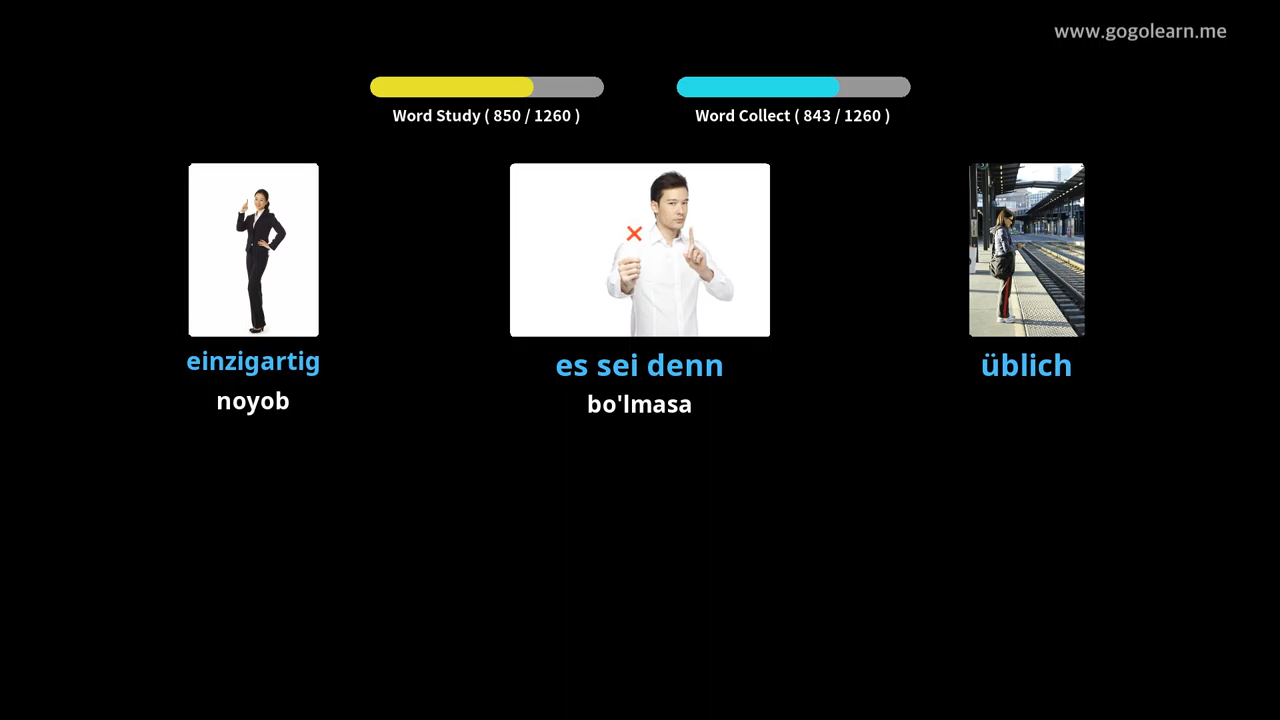 www.gogolearn.me
Word Study ( 850 / 1260 )
Word Collect ( 843 / 1260 )
einzigartig
noyob
es sei denn
bo'lmasa
üblich